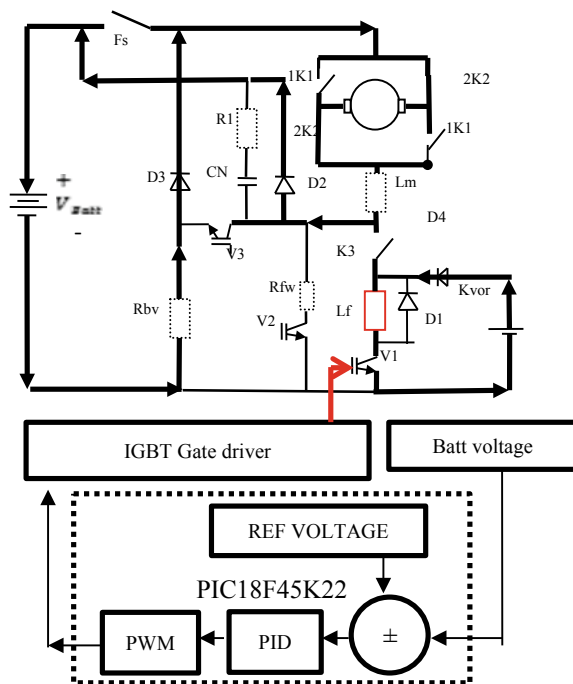 Fs
1K1
2K2
R1
2K2
1K1
CN
D3
D2
Lm
+
V Batt
-
D4
V3
K3
Rfw
Kvor
Rbv
Lf
D1
V2
V1
IGBT Gate driver
Batt voltage
REF VOLTAGE
PIC18F45K22
PWM
PID
±